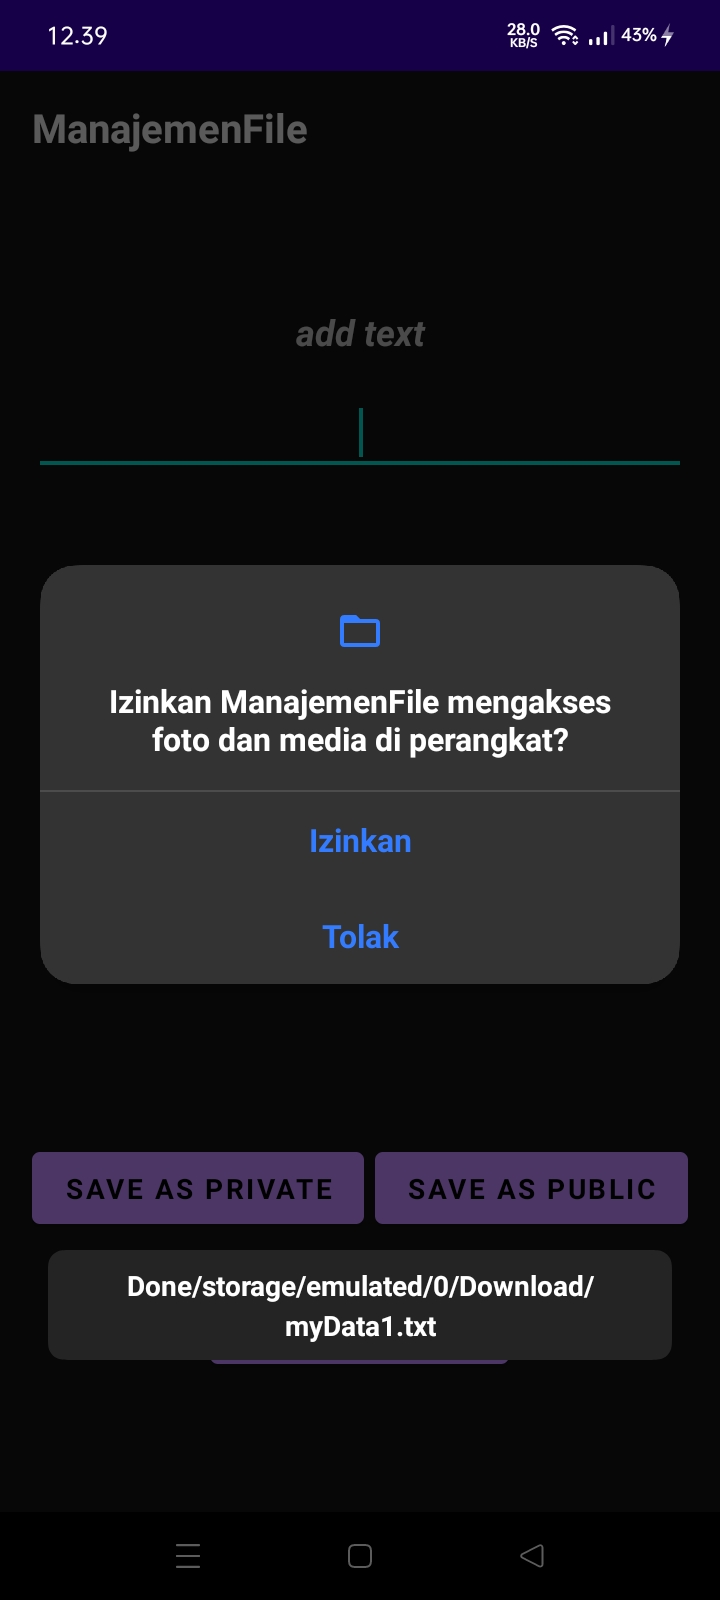 12.39
28.0
KB/S
43%
ManajemenFile
add text
Izinkan ManajemenFile mengakses
foto dan media di perangkat?
Izinkan
Tolak
SAVE AS PRIVATE
SAVE AS PUBLIC
Done/storage/emulated/0/Download/
myData1.txt